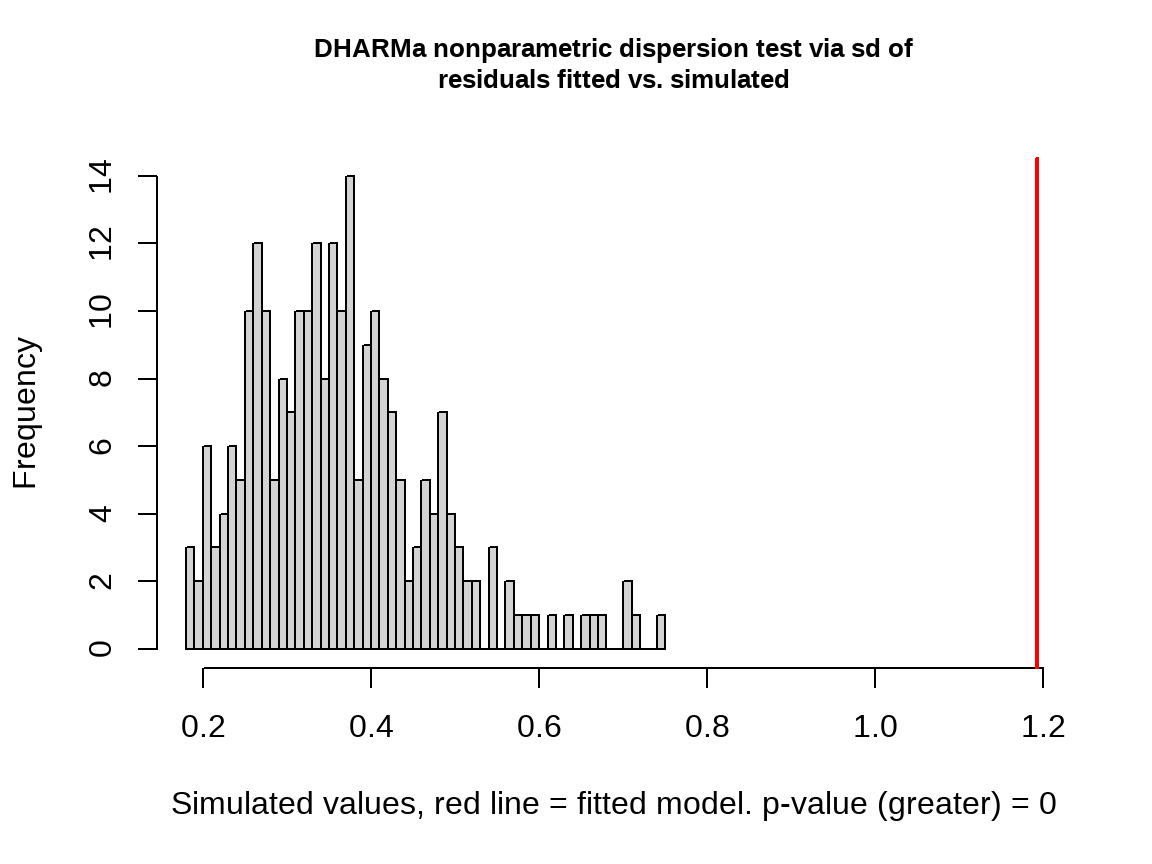 DHARMa nonparametric dispersion test via sd of
residuals fitted vs. simulated
Frequency
14
12
10
8
6
4
2
0
0.2 0.4 0.6 0.8 1.0 1.2
Simulated values, red line = fitted model. p-value (greater) = 0